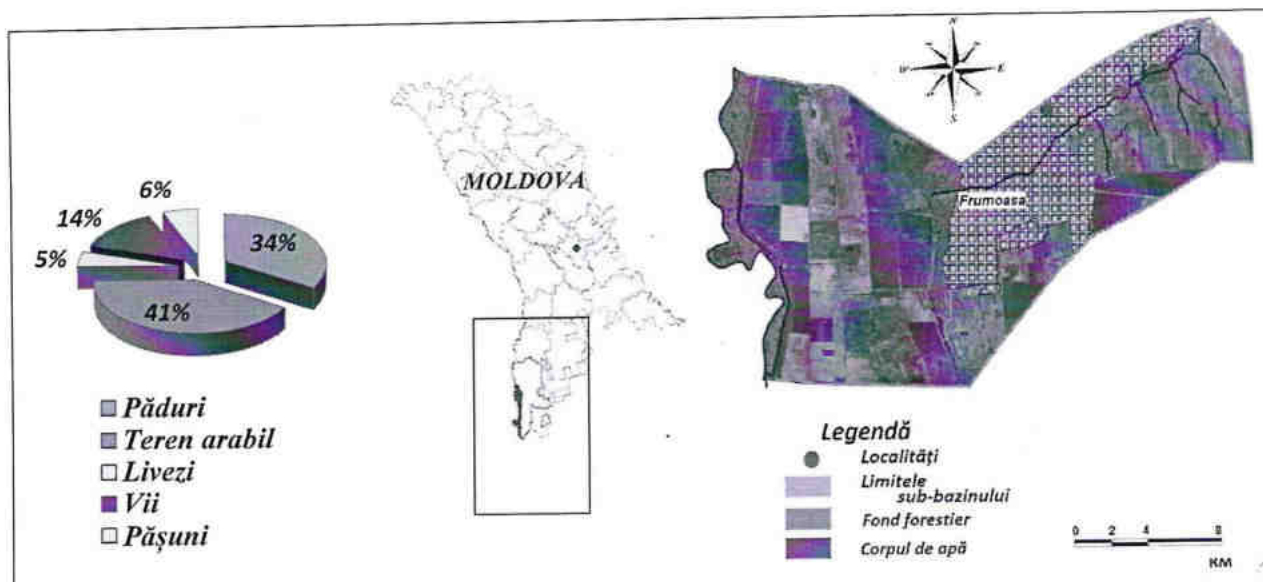 6%
14%
34%
5%
41%
Păduri
Teren arabil
Livezi
Vii
Pășuni
MOLDOVA
N
W
E
S
Frumoasa
Legendă
Localități
Limitele
sub-bazinului
Fond forestier
Corpul de apă
0 2 4 8
KM